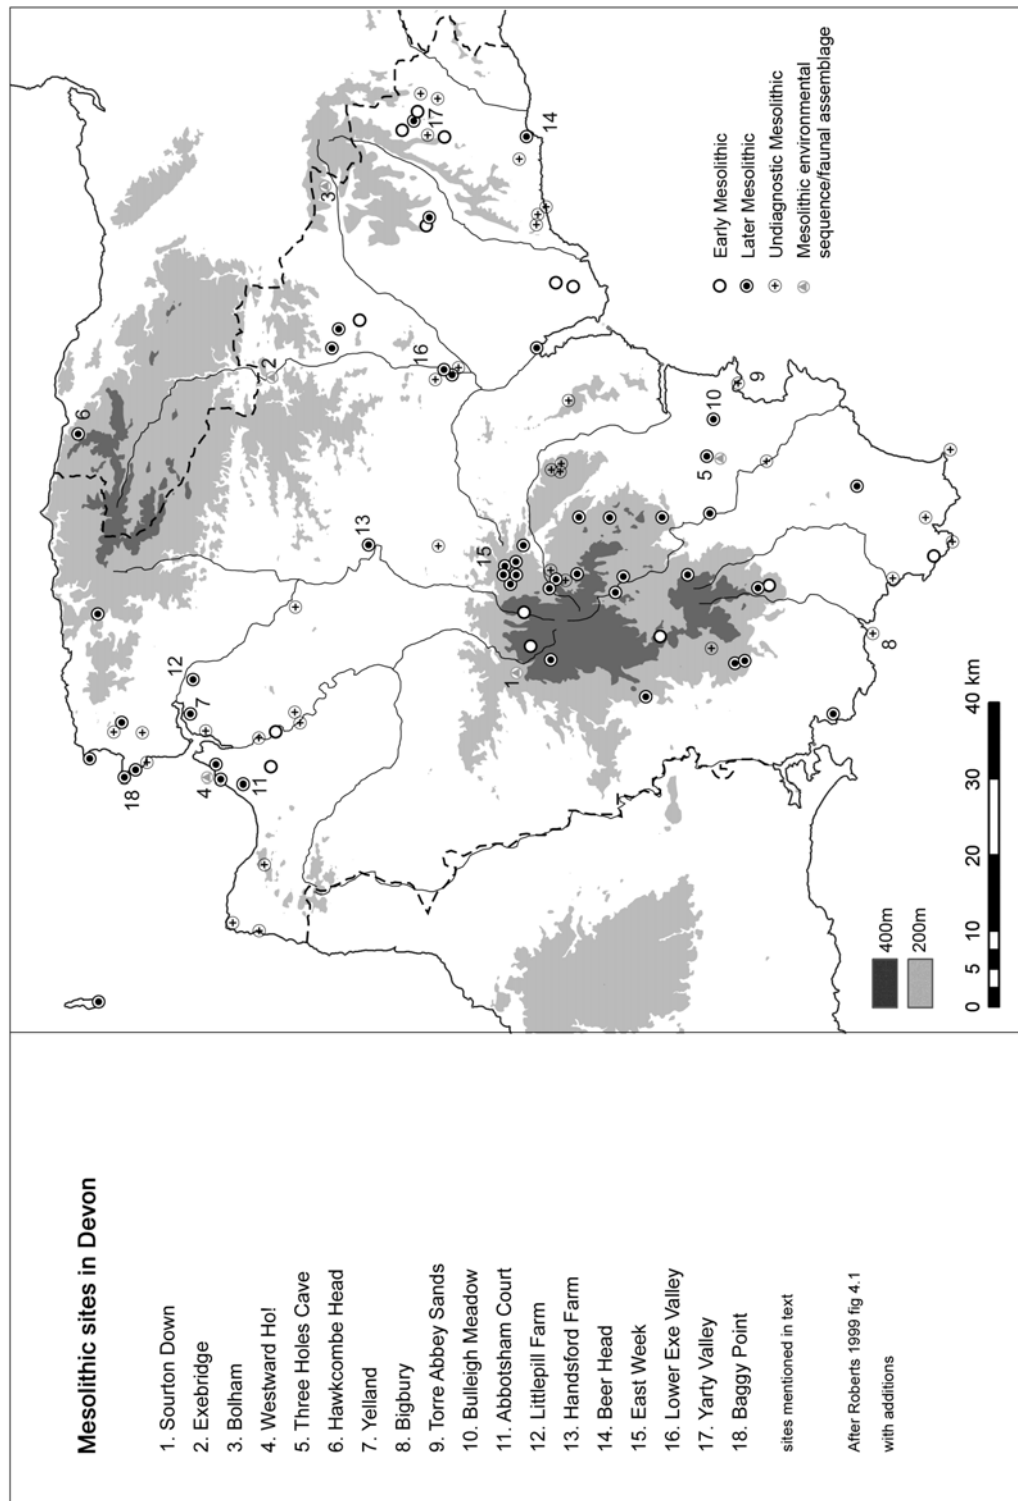 Mesolithic sites in Devon
1. Sourton Down
2. Exebridge
3. Bolham
4. Westward Ho!
5. Three Holes Cave
6. Hawkcombe Head
7. Yelland
8. Bigbury
9. Torre Abbey Sands
10. Bulleigh Meadow
11. Abbotsham Court
12. Littlepill Farm
13. Handsford Farm
14. Beer Head
15. East Week
16. Lower Exe Valley
17. Yarty Valley
18. Baggy Point
sites mentioned in text
After Roberts 1999 fig 4.1
with additions
6
18
12
7
4
11
2
3
13
16
17
14
15
1
5
10
9
8
400m
200m
0
5
10
20
30
40 km
Early Mesolithic
Later Mesolithic
Undiagnostic Mesolithic
Mesolithic environmental
sequence/faunal assemblage